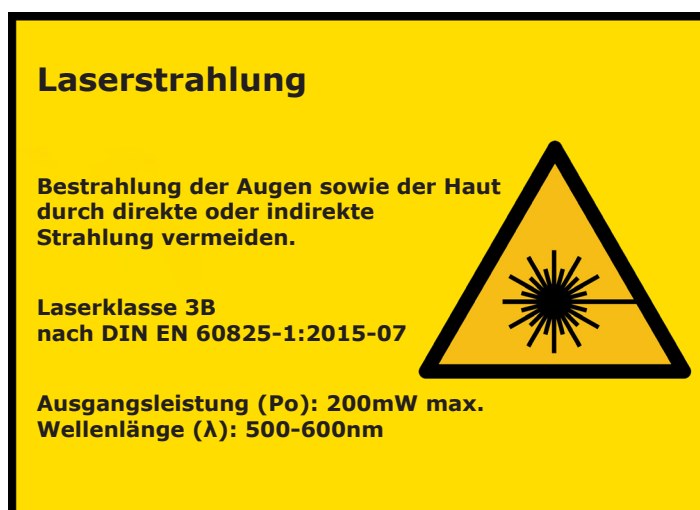 Laserstrahlung
Bestrahlung der Augen sowie der Haut
durch direkte oder indirekte
Strahlung vermeiden.
Laserklasse 3B
nach DIN EN 60825-1:2015-07
Ausgangsleistung (Po): 200mW max.
Wellenlänge (λ): 500-600nm